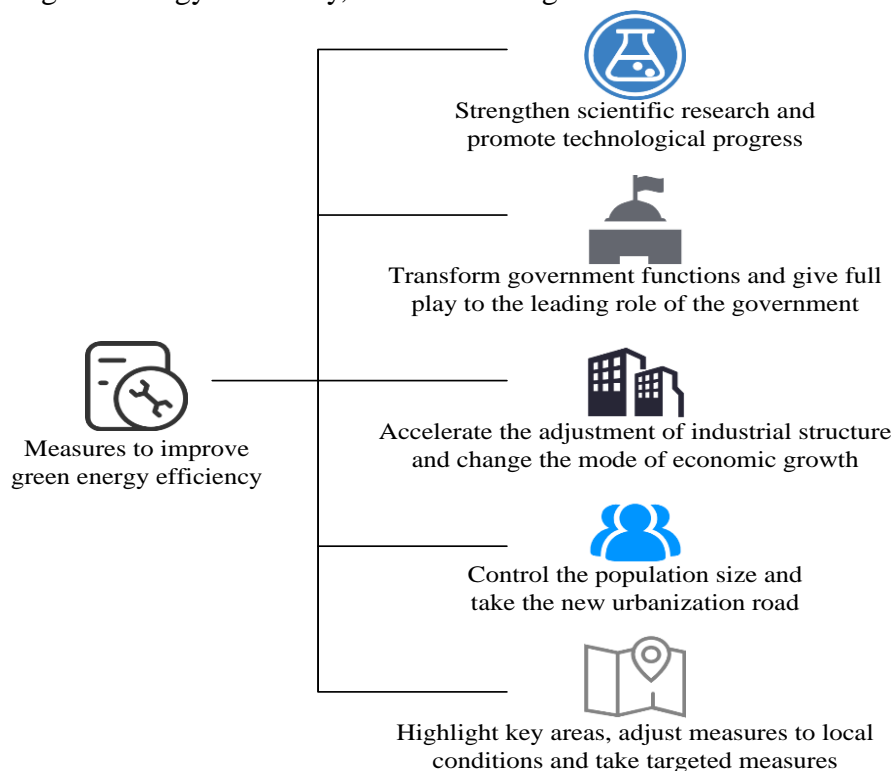 Strengthen scientific research and
promote technological progress
Transform government functions and give full
play to the leading role of the government
Measures to improve
green energy efficiency
Accelerate the adjustment of industrial structure
and change the mode of economic growth
Control the population size and
take the new urbanization road
Highlight key areas, adjust measures to local
conditions and take targeted measures